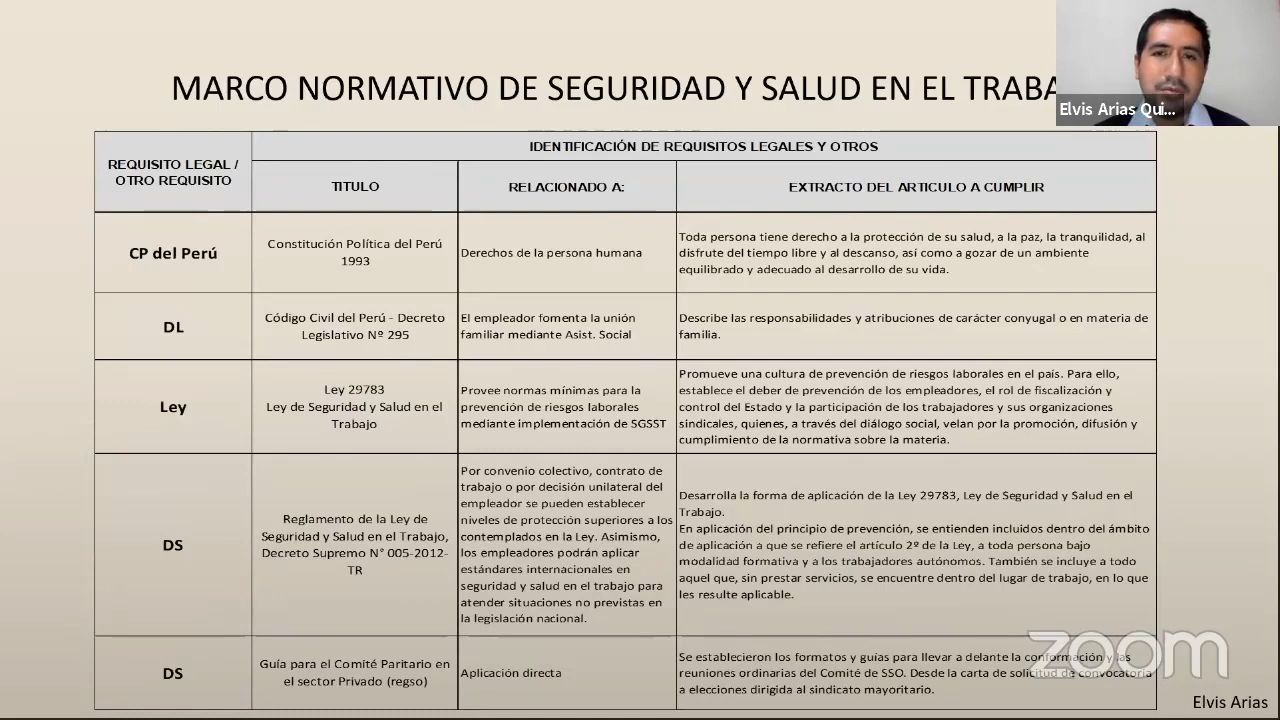 MARCO NORMATIVO DE SEGURIDAD Y SALUD EN EL TRABA
Elvis Arias Qui...
REQUISITO LEGAL /
OTRO REQUISITO
IDENTIFICACIÓN DE REQUISITOS LEGALES Y OTROS
TITULO
RELACIONADO A:
EXTRACTO DEL ARTICULO A CUMPLIR
CP del Perú
Constitución Política del Perú
1993
Derechos de la persona humana
Toda persona tiene derecho a la protección de su salud, a la paz, la tranquilidad, al
disfrute del tiempo libre y al descanso, así como a gozar de un ambiente
equilibrado y adecuado al desarrollo de su vida.
DL
Código Civil del Perú - Decreto
Legislativo Nº 295
El empleador fomenta la unión
familiar mediante Asist. Social
Describe las responsabilidades y atribuciones de carácter conyugal o en materia de
familia.
Ley
Ley 29783
Ley de Seguridad y Salud en el
Trabajo
Provee normas mínimas para la
prevención de riesgos laborales
mediante implementación de SGSST
Promueve una cultura de prevención de riesgos laborales en el país. Para ello,
establece el deber de prevención de los empleadores, el rol de fiscalización y
control del Estado y la participación de los trabajadores y sus organizaciones
sindicales, quienes, a través del diálogo social, velan por la promoción, difusión y
cumplimiento de la normativa sobre la materia.
DS
Reglamento de la Ley de
Seguridad y Salud en el Trabajo,
Decreto Supremo N° 005-2012-
TR
Por convenio colectivo, contrato de
trabajo o por decisión unilateral del
empleador se pueden establecer
niveles de protección superiores a los
contemplados en la Ley. Asimismo,
los empleadores podrán aplicar
estándares internacionales en
seguridad y salud en el trabajo para
atender situaciones no previstas en
la legislación nacional.
Desarrolla la forma de aplicación de la Ley 29783, Ley de Seguridad y Salud en el
Trabajo.
En aplicación del principio de prevención, se entienden incluidos dentro del ámbito
de aplicación a que se refiere el artículo 2º de la Ley, a toda persona bajo
modalidad formativa y a los trabajadores autónomos. También se incluye a todo
aquel que, sin prestar servicios, se encuentre dentro del lugar de trabajo, en lo que
les resulte aplicable.
DS
Guía para el Comité Paritario en
el sector Privado (regso)
Aplicación directa
Se establecieron los formatos y guías para llevar a delante la conformación y las
reuniones ordinarias del Comité de SSO. Desde la carta de solicitud de convocatoria
a elecciones dirigida al sindicato mayoritario.
zoom
Elvis Arias